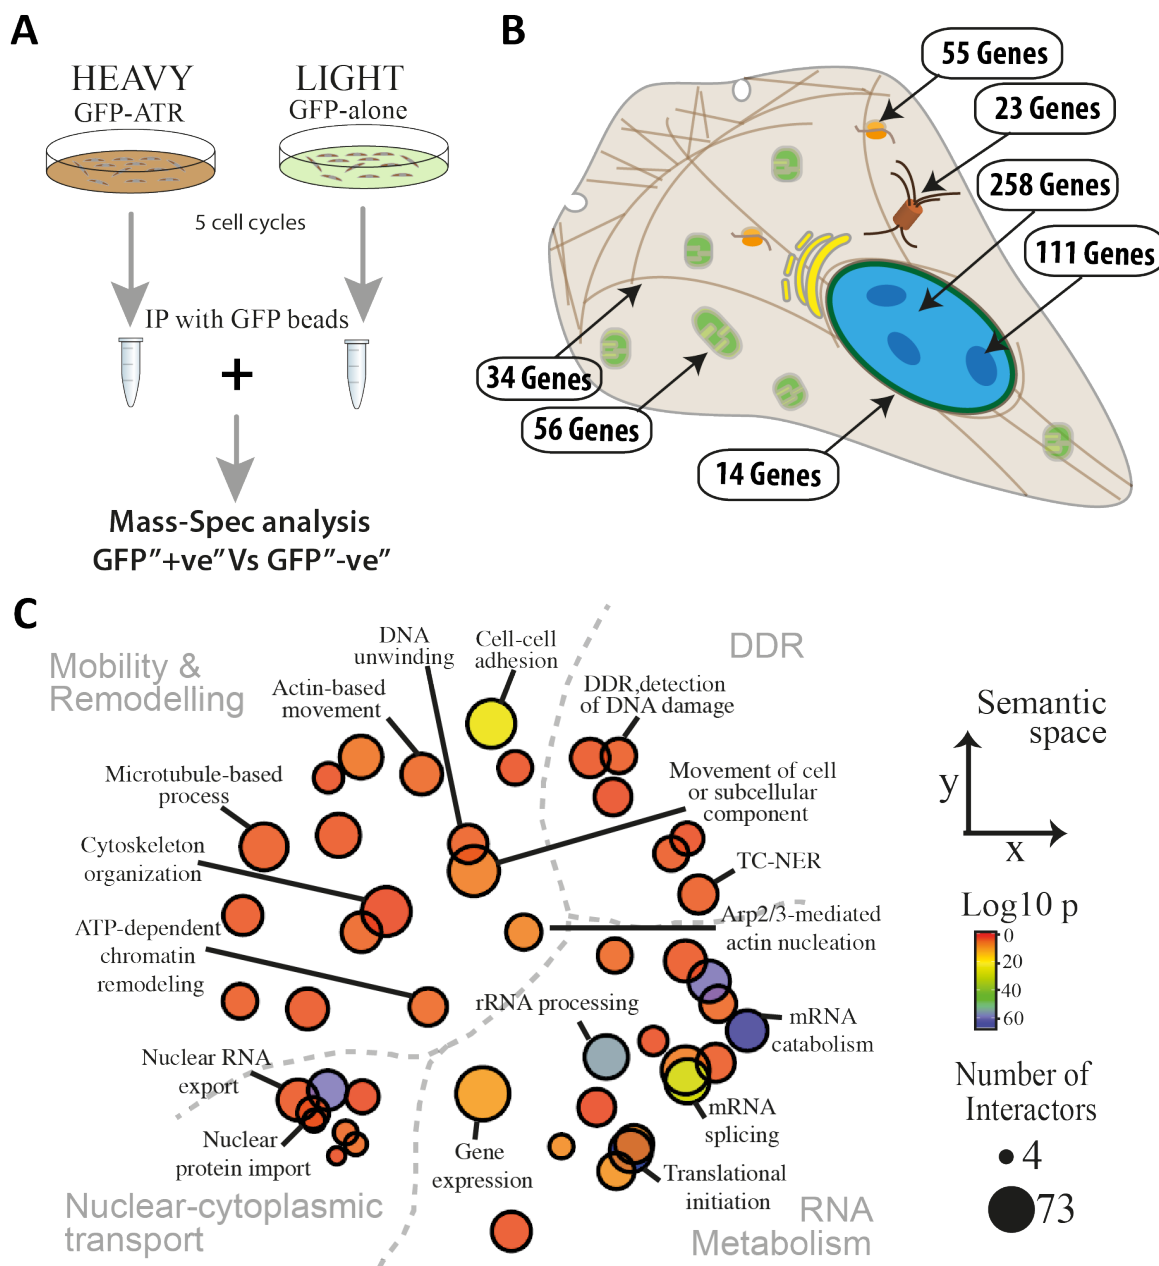 A
HEAVY
GFP-ATR
LIGHT
GFP-alone
5 cell cycles
IP with GFP beads
+
Mass-Spec analysis
GFP”+ve”Vs GFP”-ve”
B
55 Genes
23 Genes
258 Genes
111 Genes
34 Genes
56 Genes
14 Genes
C
Mobility &
Remodelling
DNA
unwinding
Cell-cell
adhesion
DDR
Actin-based
movement
DDR,detection
of DNA damage
Microtubule-based
process
Movement of cell
or subcellular
component
Cytoskeleton
organization
TC-NER
ATP-dependent
chromatin
remodeling
Arp2/3-mediated
actin nucleation
rRNA processing
mRNA
catabolism
Nuclear RNA
export
mRNA
splicing
Nuclear
protein import
Gene
expression
Translational
initiation
Nuclear-cytoplasmic
transport
RNA
Metabolism
Semantic
space
y
x
Log10 p
0
20
40
60
Number of
Interactors
4
73